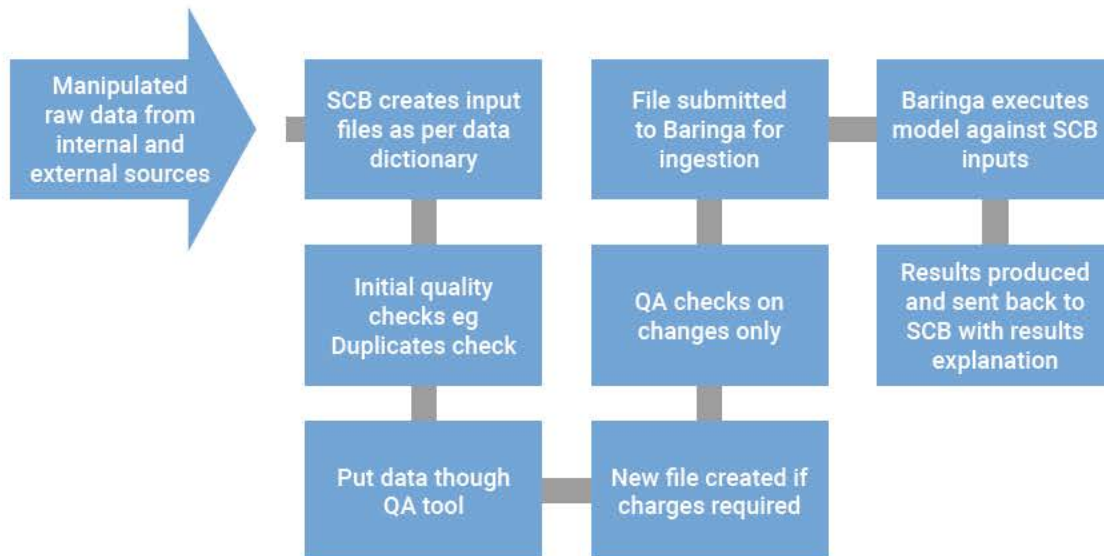 Manipulated
raw data from
internal and
external sources
SCB creates input
files as per data
dictionary
Initial quality
checks eg
Duplicates check
Put data though
QA tool
New file created if
charges required
QA checks on
changes only
File submitted
to Baringa for
ingestion
Baringa executes
model against SCB
inputs
Results produced
and sent back to
SCB with results
explanation